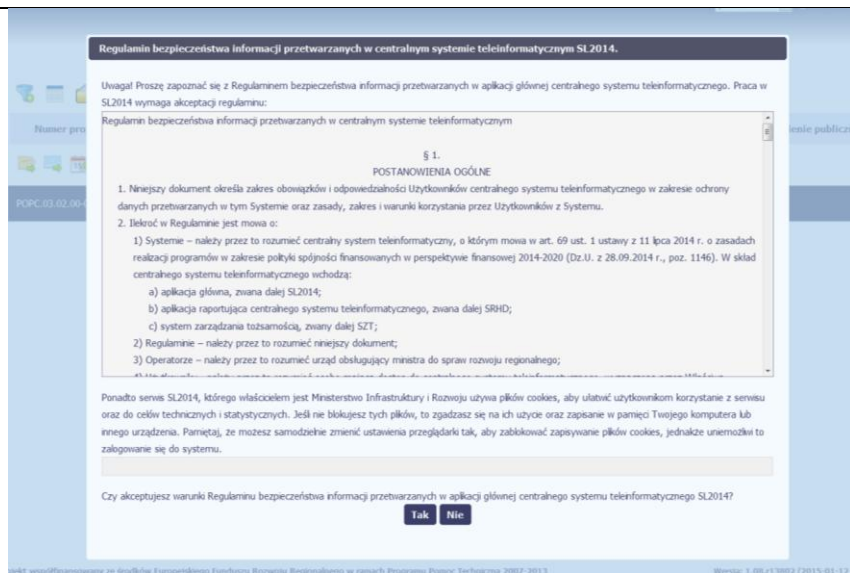 Regulamin bezpieczeństwa informacji przetwarzanych w centralnym systemie teleinformatycznym SL2014.
Uwaga! Proszę zapoznać się z Regulaminem bezpieczeństwa informacji przetwarzanych w aplikacji głównej centralnego systemu teleinformatycznego. Praca w
SL2014 wymaga akceptacji regulaminu:
Regulamin bezpieczeństwa informacji przetwarzanych w centralnym systemie teleinformatycznym
§ 1.
POSTANOWIENIA OGÓLNE
1. Niniejszy dokument określa zakres obowiązków i odpowiedzialności Użytkowników centralnego systemu teleinformatycznego w zakresie ochrony
danych przetwarzanych w tym Systemie oraz zasady, zakres i warunki korzystania przez Użytkowników z Systemu.
2. Ilekroć w Regulaminie jest mowa o:
1) Systemie – należy przez to rozumieć centralny system teleinformatyczny, o którym mowa w art. 69 ust. 1 ustawy z 11 lipca 2014 r. o zasadach
realizacji programów w zakresie polityki spójności finansowanych w perspektywie finansowej 2014-2020 (Dz.U. z 28.09.2014 r., poz. 1146). W skład
centralnego systemu teleinformatycznego wchodzą:
a) aplikacja główna, zwana dalej SL2014;
b) aplikacja raportująca centralnego systemu teleinformatycznego, zwana dalej SRHD;
c) system zarządzania tożsamością, zwany dalej SZT;
2) Regulaminie – należy przez to rozumieć niniejszy dokument;
3) Operatorze – należy przez to rozumieć urząd obsługujący ministra do spraw rozwoju regionalnego;
Ponadto serwis SL2014, którego właścicielem jest Ministerstwo Infrastruktury i Rozwoju używa plików cookies, aby ułatwić użytkownikom korzystanie z serwisu
oraz do celów technicznych i statystycznych. Jeśli nie blokujesz tych plików, to zgadzasz się na ich użycie oraz zapisanie w pamięci Twojego komputera lub
innego urządzenia. Pamiętaj, że możesz samodzielnie zmienić ustawienia przeglądarki tak, aby zablokować zapisywanie plików cookies, jednakże uniemożliwi to
zalogowanie się do systemu.
Czy akceptujesz warunki Regulaminu bezpieczeństwa informacji przetwarzanych w aplikacji głównej centralnego systemu teleinformatycznego SL2014?
Tak Nie
Numer pro